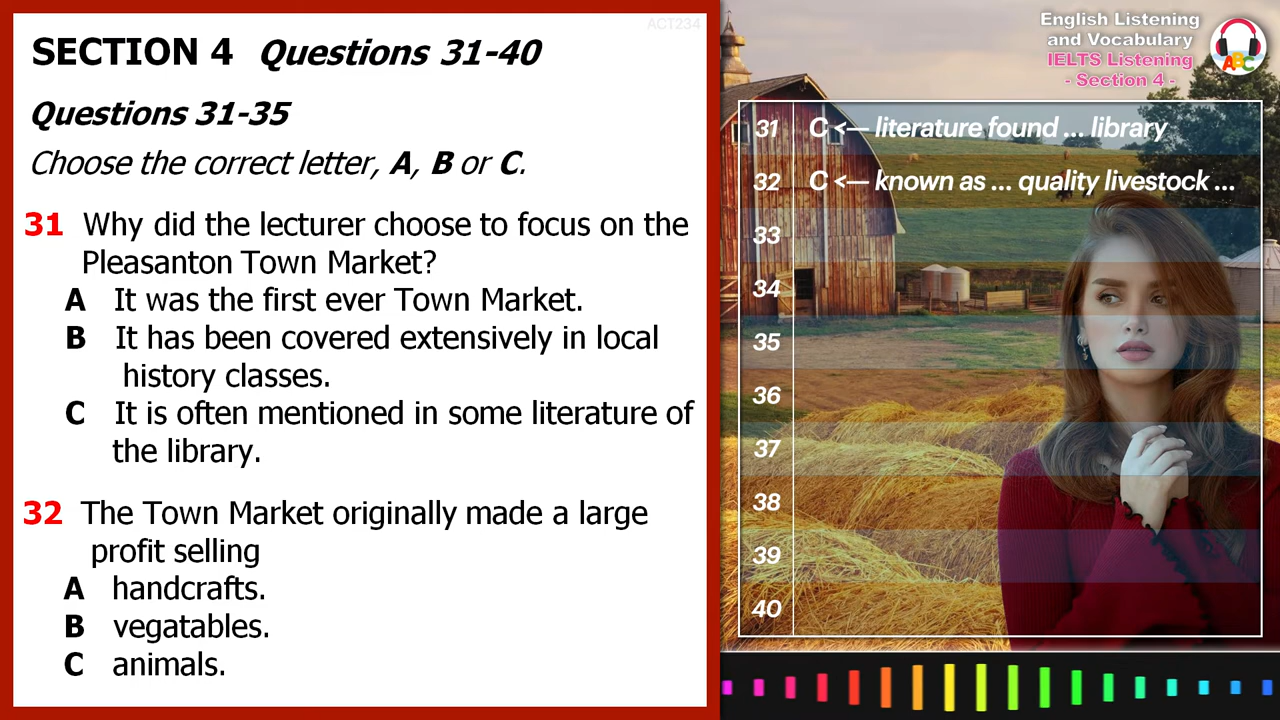 ACT234
SECTION 4 Questions 31-40
Questions 31-35
Choose the correct letter, A, B or C.
31 Why did the lecturer choose to focus on the
Pleasanton Town Market?
A It was the first ever Town Market.
B It has been covered extensively in local
history classes.
C It is often mentioned in some literature of
the library.
32 The Town Market originally made a large
profit selling
A handcrafts.
B vegatables.
C animals.
English Listening
and Vocabulary
IELTS Listening
- Section 4 -
ABC
31 C <— literature found ... library
32 C <— known as ... quality livestock ...
33
34
35
36
37
38
39
40